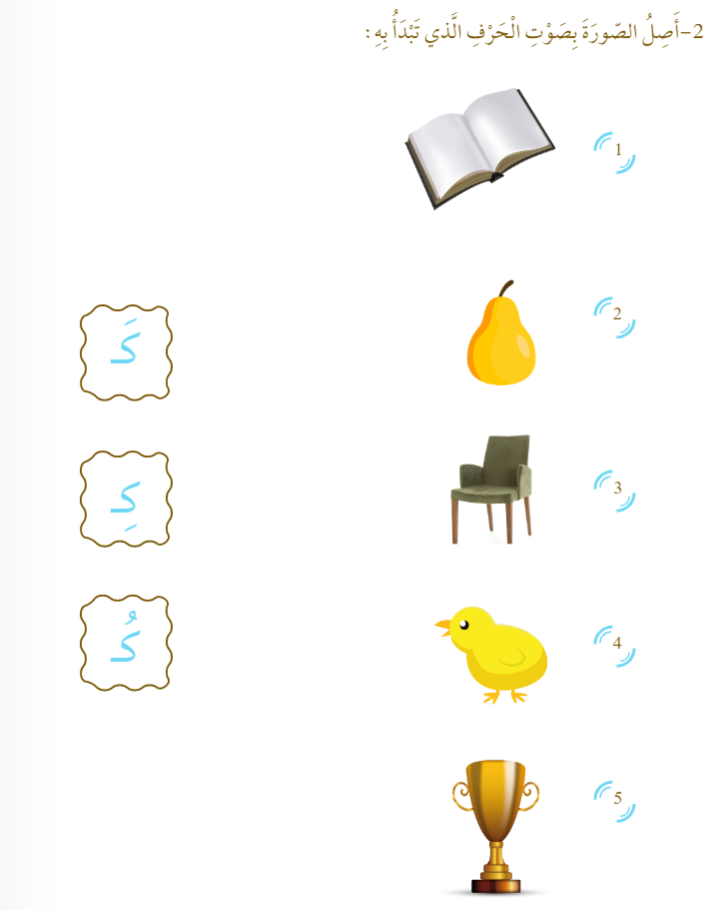 2-أَصِلُ الصّورَةَ بِصَوْتِ الْحَرْفِ الَّذي تَبْدَأُ بِهِ:
1
2
كَـ
3
كِـ
4
كُـ
5